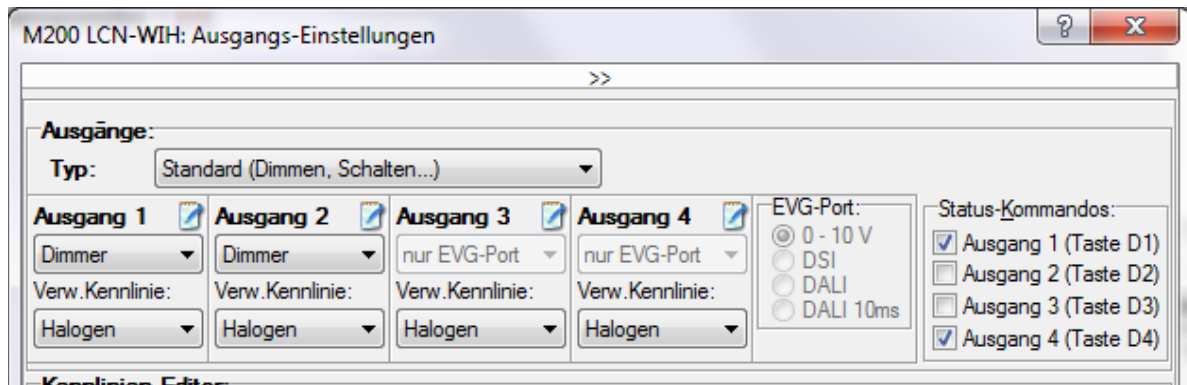 M200 LCN-WIH: Ausgangs-Einstellungen
?
X
>>
Ausgänge:
Typ: Standard (Dimmen, Schalten...)
Ausgang 1
Dimmer
Verw.Kennlinie:
Halogen
Ausgang 2
Dimmer
Verw.Kennlinie:
Halogen
Ausgang 3
nur EVG-Port
Verw.Kennlinie:
Halogen
Ausgang 4
nur EVG-Port
Verw.Kennlinie:
Halogen
EVG-Port:
0 - 10 V
DSI
DALI
DALI 10ms
Status-Kommandos:
Ausgang 1 (Taste D1)
Ausgang 2 (Taste D2)
Ausgang 3 (Taste D3)
Ausgang 4 (Taste D4)
Kennlinien-Editor: